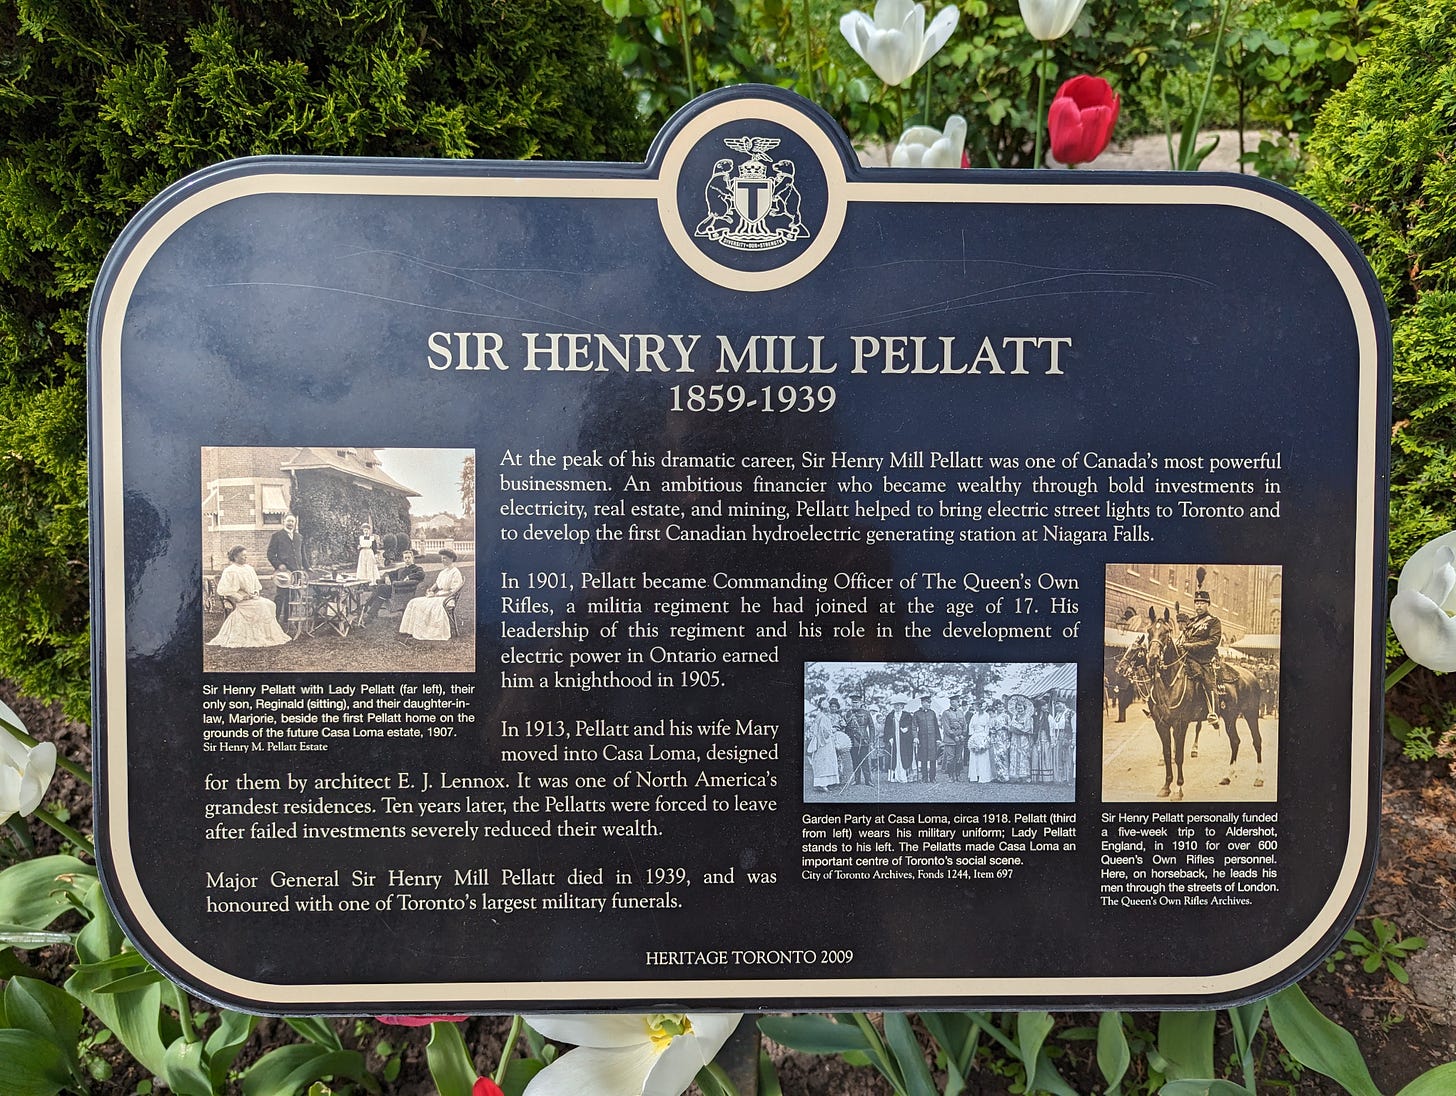 T
DIVERSITY · OUR · STRENGTH
SIR HENRY MILL PELLATT
1859-1939
At the peak of his dramatic career, Sir Henry Mill Pellatt was one of Canada's most powerful
businessmen. An ambitious financier who became wealthy through bold investments in
electricity, real estate, and mining, Pellatt helped to bring electric street lights to Toronto and
to develop the first Canadian hydroelectric generating station at Niagara Falls.
In 1901, Pellatt became Commanding Officer of The Queen's Own
Rifles, a militia regiment he had joined at the age of 17. His
leadership of this regiment and his role in the development of
electric power in Ontario earned
him a knighthood in 1905.
In 1913, Pellatt and his wife Mary
moved into Casa Loma, designed
for them by architect E. J. Lennox. It was one of North America's
grandest residences. Ten years later, the Pellatts were forced to leave
after failed investments severely reduced their wealth.
Major General Sir Henry Mill Pellatt died in 1939, and was
honoured with one of Toronto's largest military funerals.
Sir Henry Pellatt with Lady Pellatt (far left), their
only son, Reginald (sitting), and their daughter-in-
law, Marjorie, beside the first Pellatt home on the
grounds of the future Casa Loma estate, 1907.
Sir Henry M. Pellatt Estate
Garden Party at Casa Loma, circa 1918. Pellatt (third
from left) wears his military uniform; Lady Pellatt
stands to his left. The Pellatts made Casa Loma an
important centre of Toronto's social scene.
City of Toronto Archives, Fonds 1244, Item 697
Sir Henry Pellatt personally funded
a five-week trip to Aldershot,
England, in 1910 for over 600
Queen's Own Rifles personnel.
Here, on horseback, he leads his
men through the streets of London.
The Queen's Own Rifles Archives.
HERITAGE TORONTO 2009